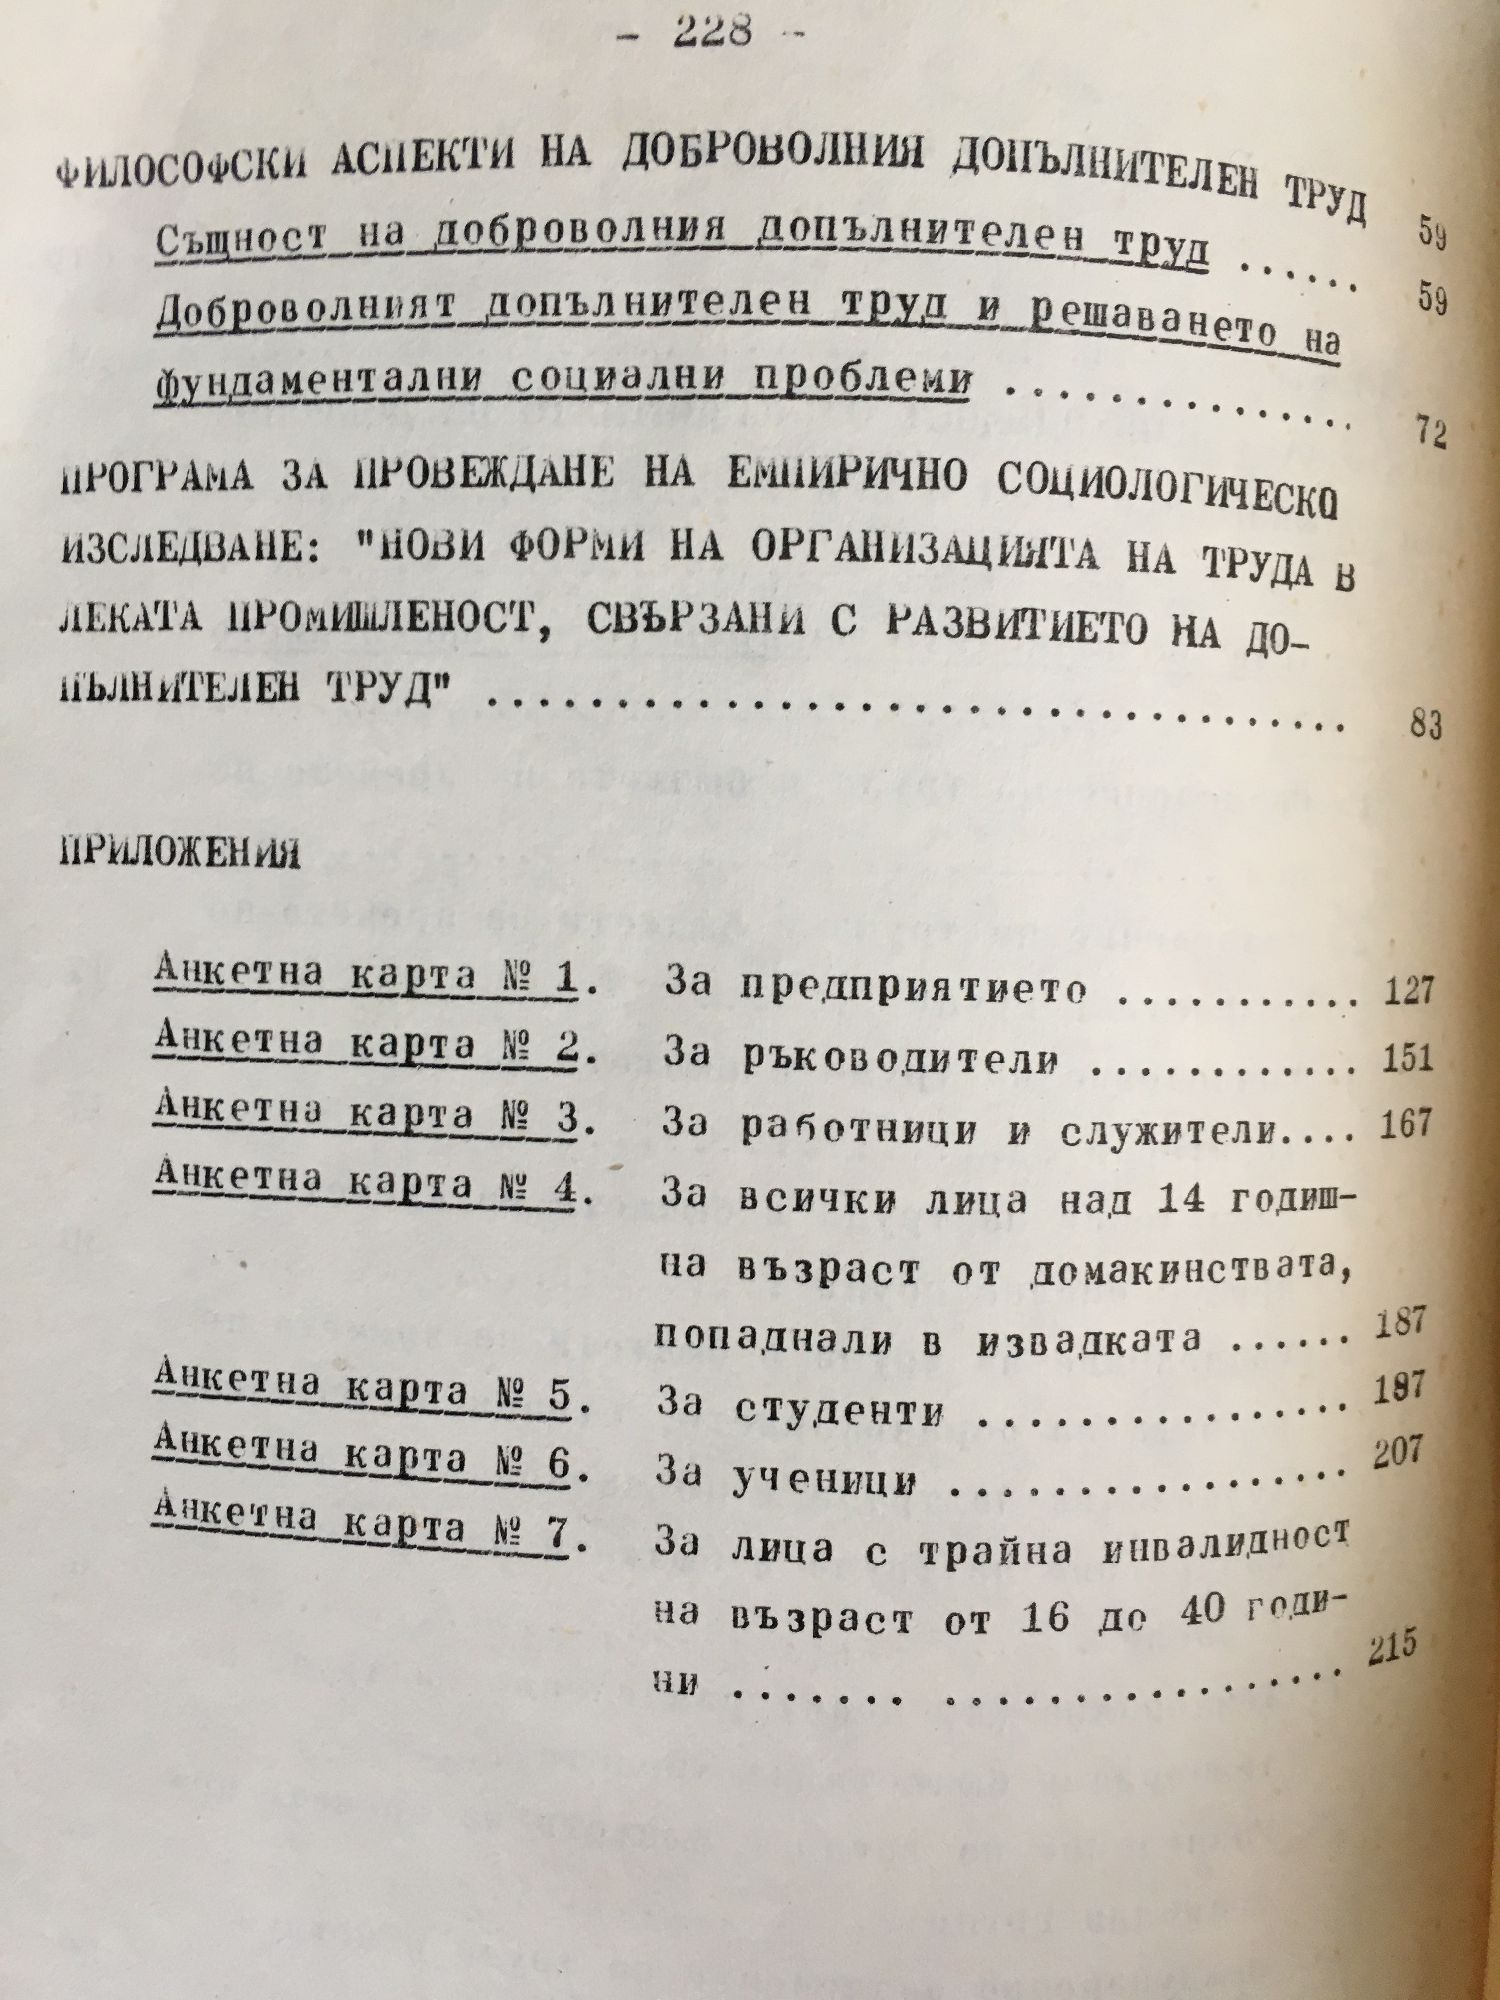 - 228 -
ФИЛОСОФСКИ АСПЕКТИ НА ДОБРОВОЛНИЯ ДОПЪЛНИТЕЛЕН ТРУД 59
Същност на доброволния допълнителен труд ...... 59
Доброволният допълнителен труд и решаването на
фундаментални социални проблеми .............. 72
ПРОГРАМА ЗА ПРОВЕЖДАНЕ НА ЕМПИРИЧНО СОЦИОЛОГИЧЕСКО
ИЗСЛЕДВАНЕ: "НОВИ ФОРМИ НА ОРГАНИЗАЦИЯТА НА ТРУДА В
ЛЕКАТА ПРОМИШЛЕНОСТ, СВЪРЗАНИ С РАЗВИТИЕТО НА ДО-
ПЪЛНИТЕЛЕН ТРУД" ................................. 83
ПРИЛОЖЕНИЯ
Анкетна карта № 1. За предприятието ........... 127
Анкетна карта № 2. За ръководители ............ 151
Анкетна карта № 3. За работници и служители.... 167
Анкетна карта № 4. За всички лица над 14 годиш-
на възраст от домакинствата,
попаднали в извадката ...... 187
Анкетна карта № 5. За студенти ............... 197
Анкетна карта № 6. За ученици ................ 207
Анкетна карта № 7. За лица с трайна инвалидност
на възраст от 16 до 40 годи-
ни ....... ................ 215